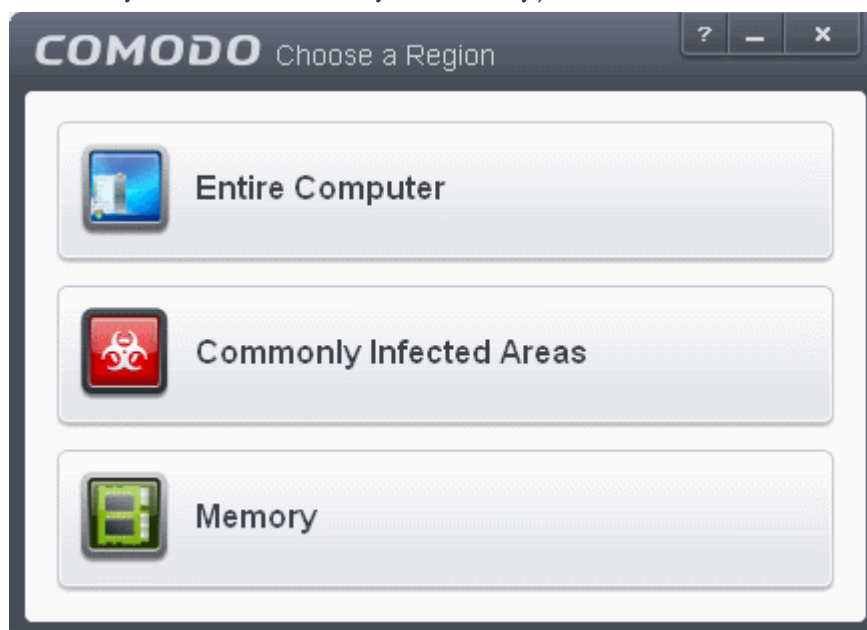 COMODO Choose a Region
? – ×
Entire Computer
Commonly Infected Areas
Memory